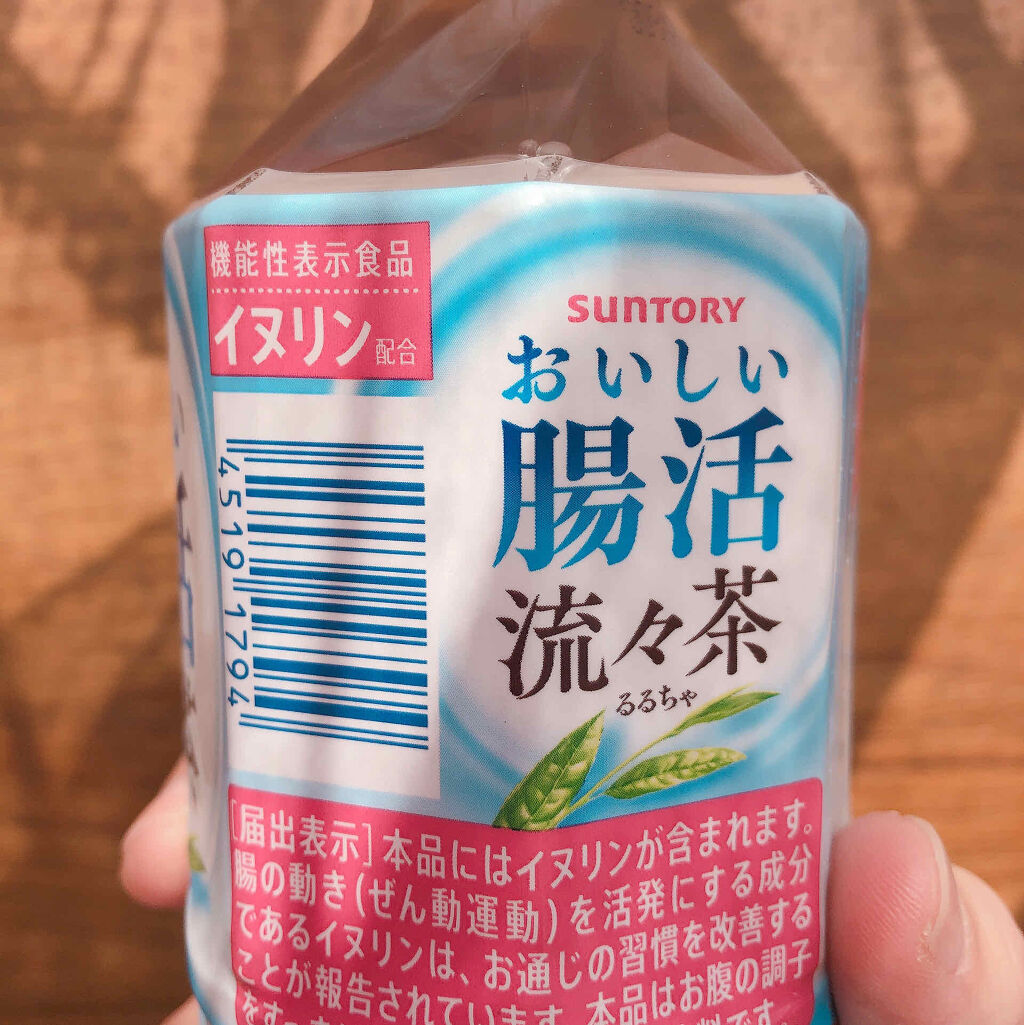 機能性表示食品
イヌリン 配合
SUNTORY
おいしい
腸活
流々茶
るるちゃ
45191794
[届出表示]本品にはイヌリンが含まれます。
腸の動き(ぜん動運動)を活発にする成分
であるイヌリンは、お通じの習慣を改善する
ことが報告されています。本品はお腹の調子